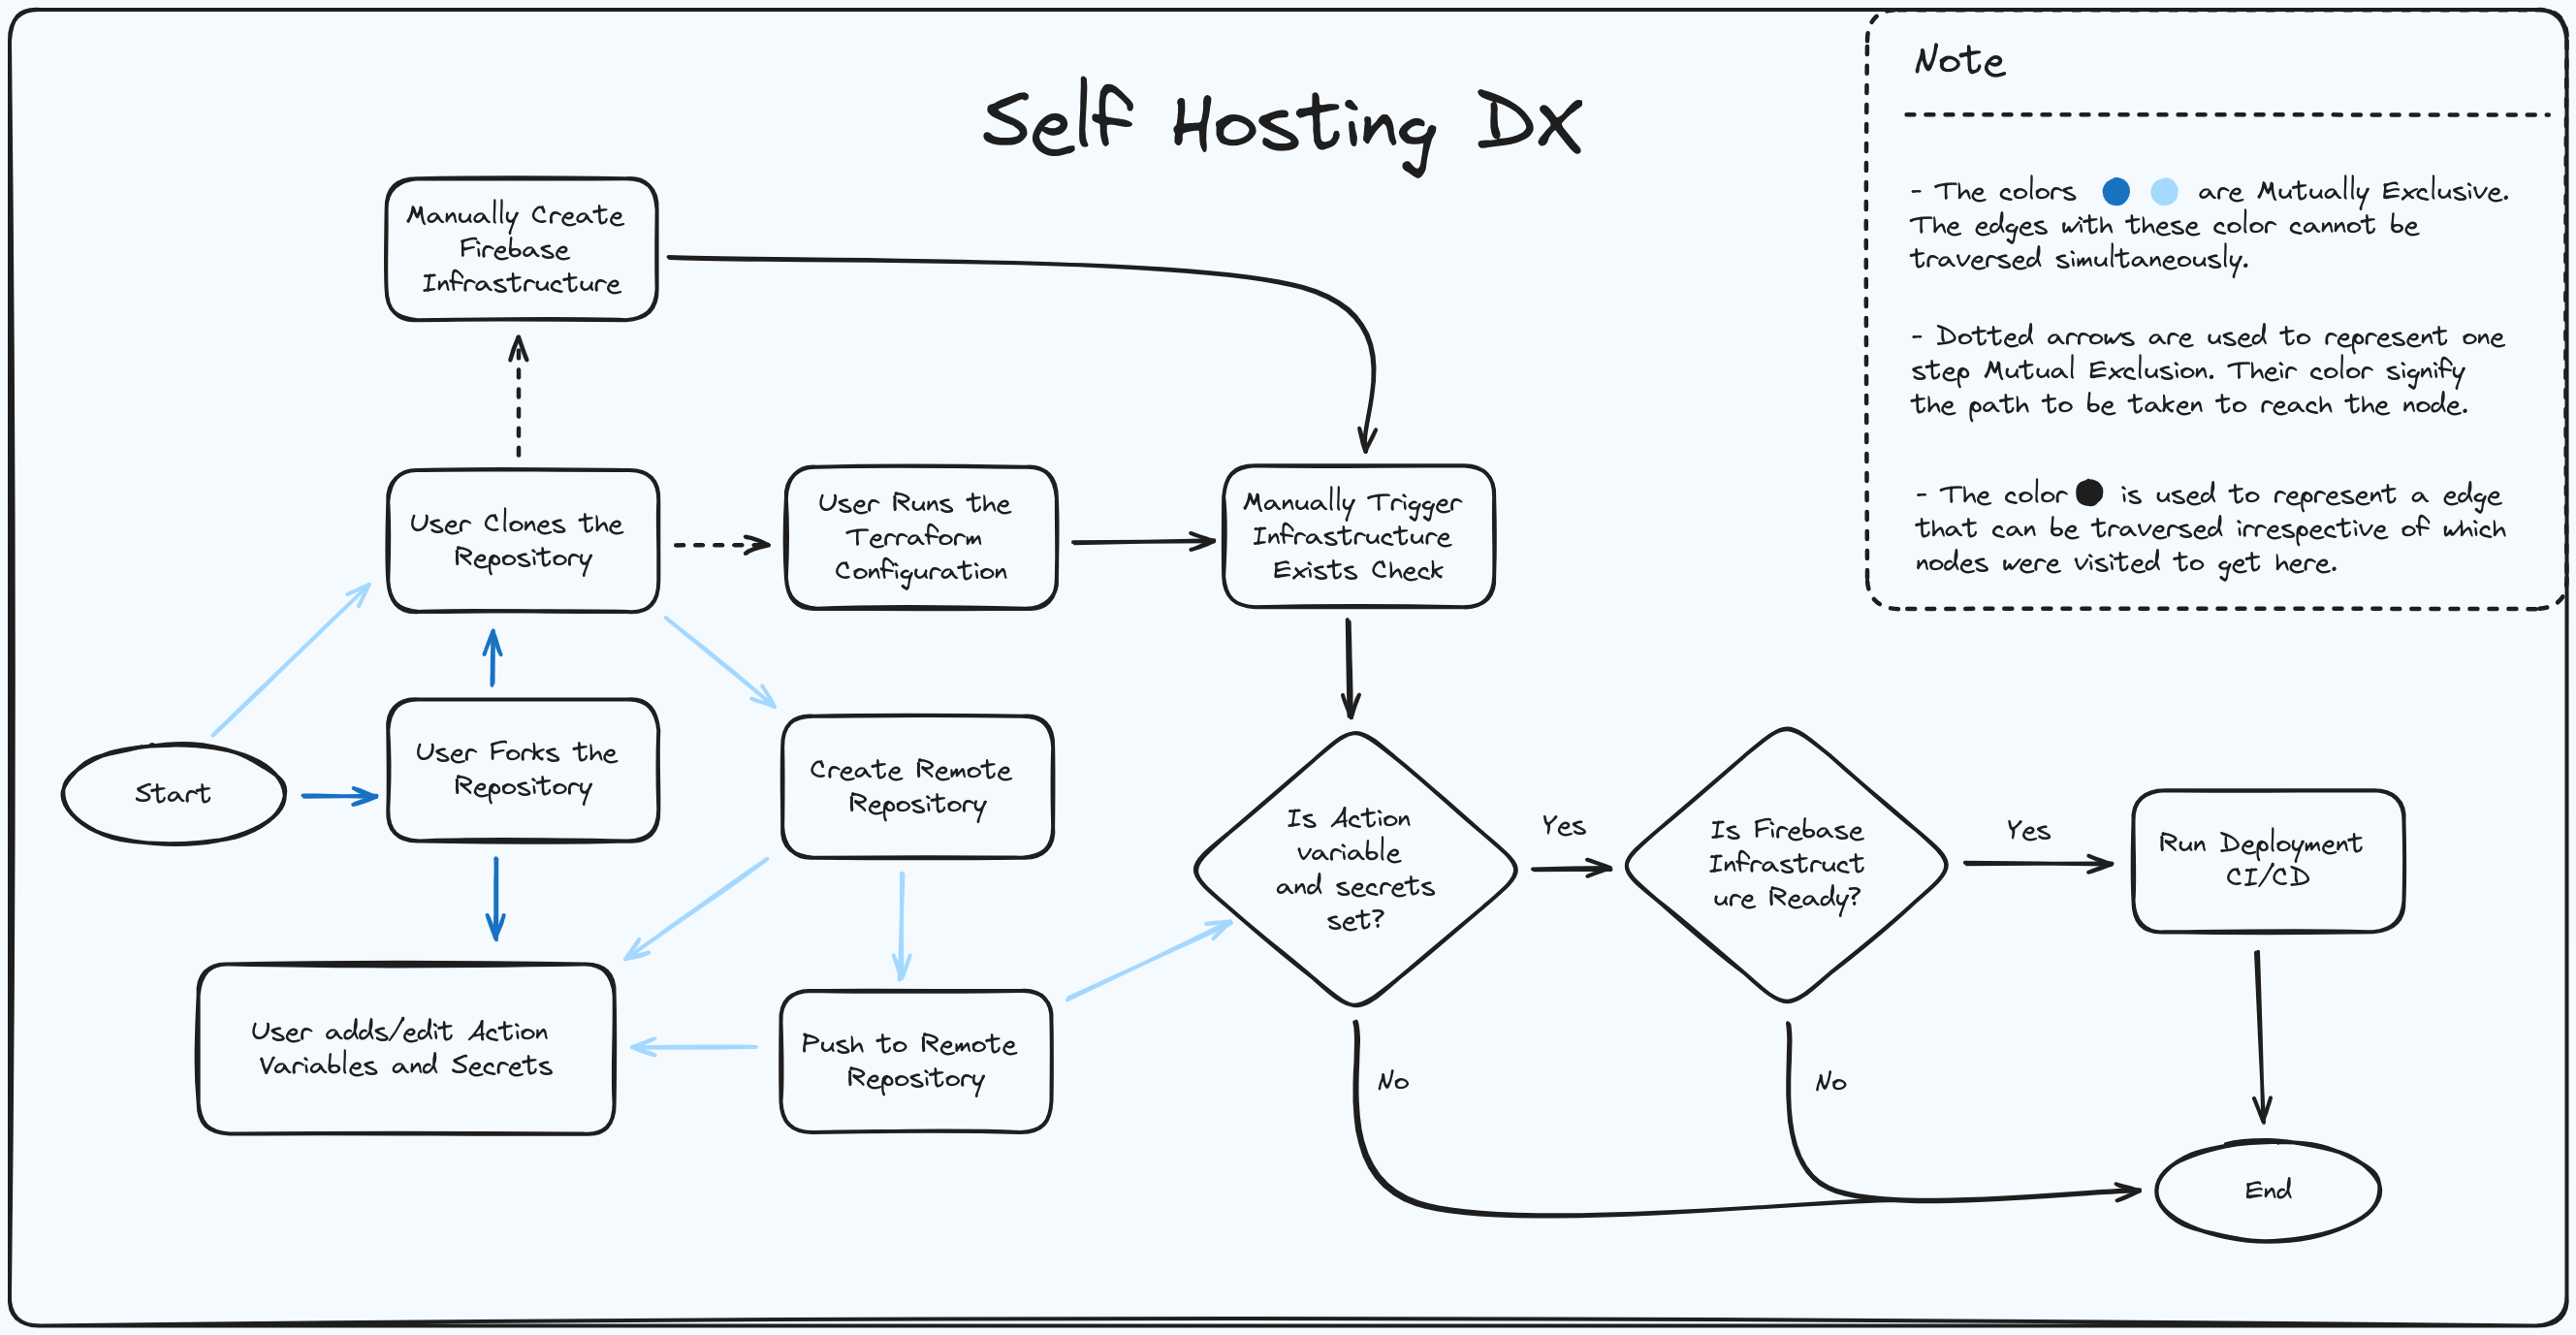 Self Hosting DX
Note
- The colors are Mutually Exclusive.
The edges with these color cannot be
traversed simultaneously.
- Dotted arrows are used to represent one
step Mutual Exclusion. Their color signify
the path to be taken to reach the node.
- The color is used to represent a edge
that can be traversed irrespective of which
nodes were visited to get here.
Manually Create
Firebase
Infrastructure
User Clones the
Repository
User Runs the
Terraform
Configuration
Manually Trigger
Infrastructure
Exists Check
Start
User Forks the
Repository
Create Remote
Repository
Is Action
variable
and secrets
set?
Yes
Is Firebase
Infrastruct
ure Ready?
Yes
Run Deployment
CI/CD
User adds/edit Action
Variables and Secrets
Push to Remote
Repository
No
No
End